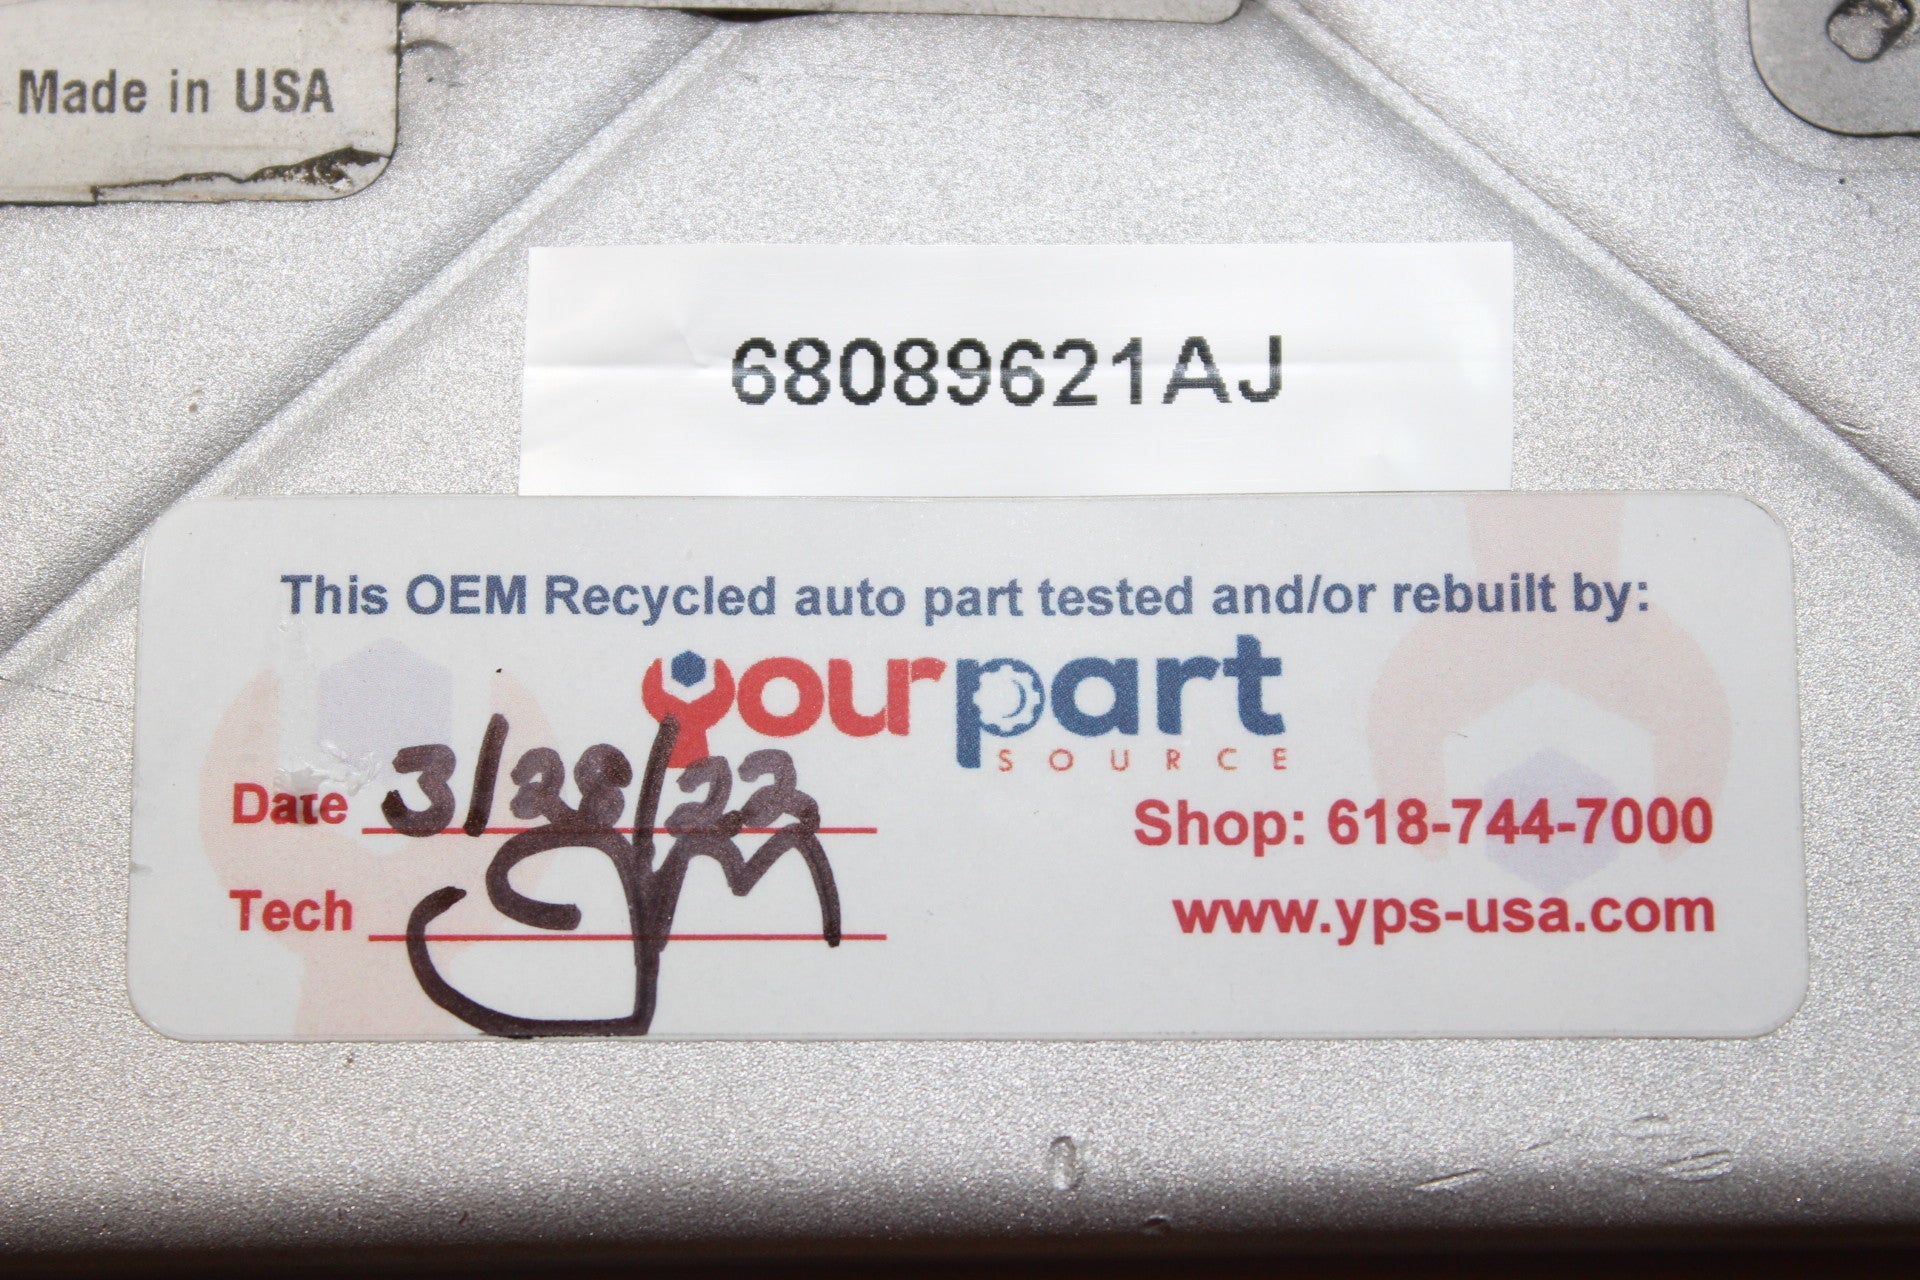 Made in USA
68089621AJ
This OEM Recycled auto part tested and/or rebuilt by:
yourpart
SOURCE
Date 3/28/22
Shop: 618-744-7000
Tech
www.yps-usa.com